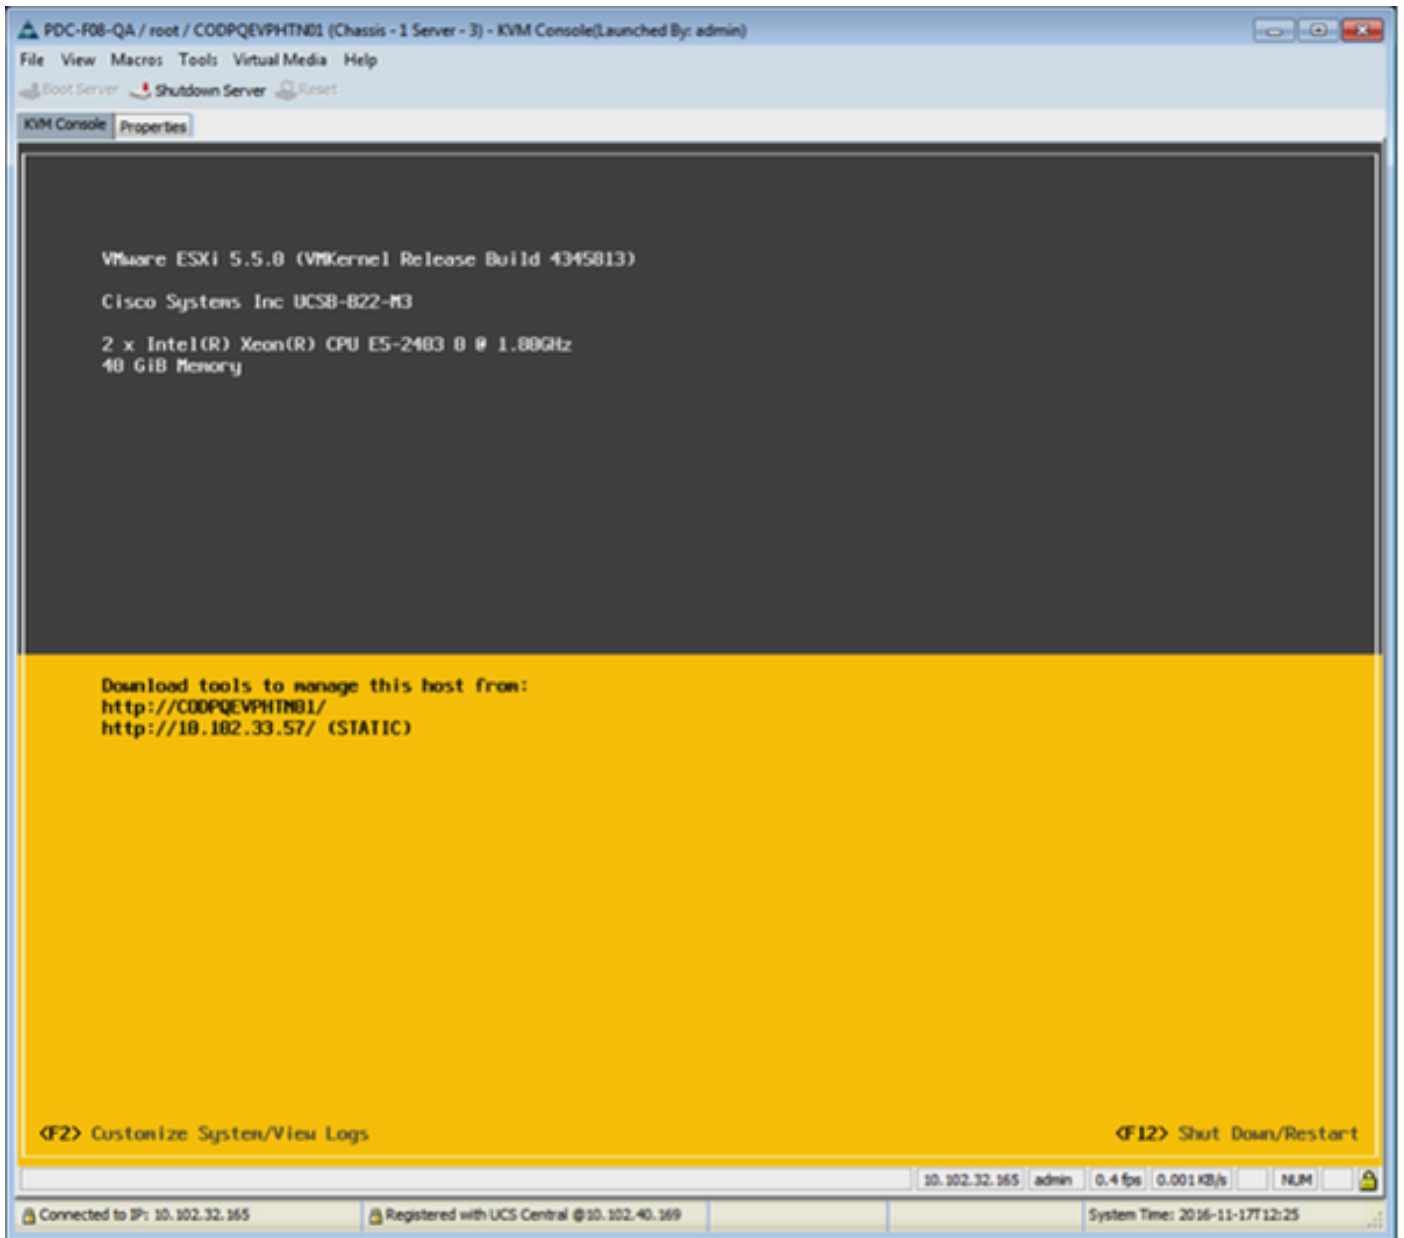 PDC-F08-QA / root / CODPQEVPHTN01 (Chassis - 1 Server - 3) - KVM Console(Launched By: admin)
File View Macros Tools Virtual Media Help
Boot Server Shutdown Server Reset
KVM Console Properties
VMware ESXi 5.5.0 (VMKernel Release Build 4345813)
Cisco Systems Inc UCSB-B22-M3
2 x Intel(R) Xeon(R) CPU E5-2403 0 @ 1.80GHz
48 GiB Memory
Download tools to manage this host from:
http://CODPQEVPHTN01/
http://10.102.33.57/ (STATIC)
<F2> Customize System/View Logs
<F12> Shut Down/Restart
10.102.32.165 admin 0.4 fps 0.001 KB/s NUM
Connected to IP: 10.102.32.165 Registered with UCS Central @10.102.40.169 System Time: 2016-11-17T12:25